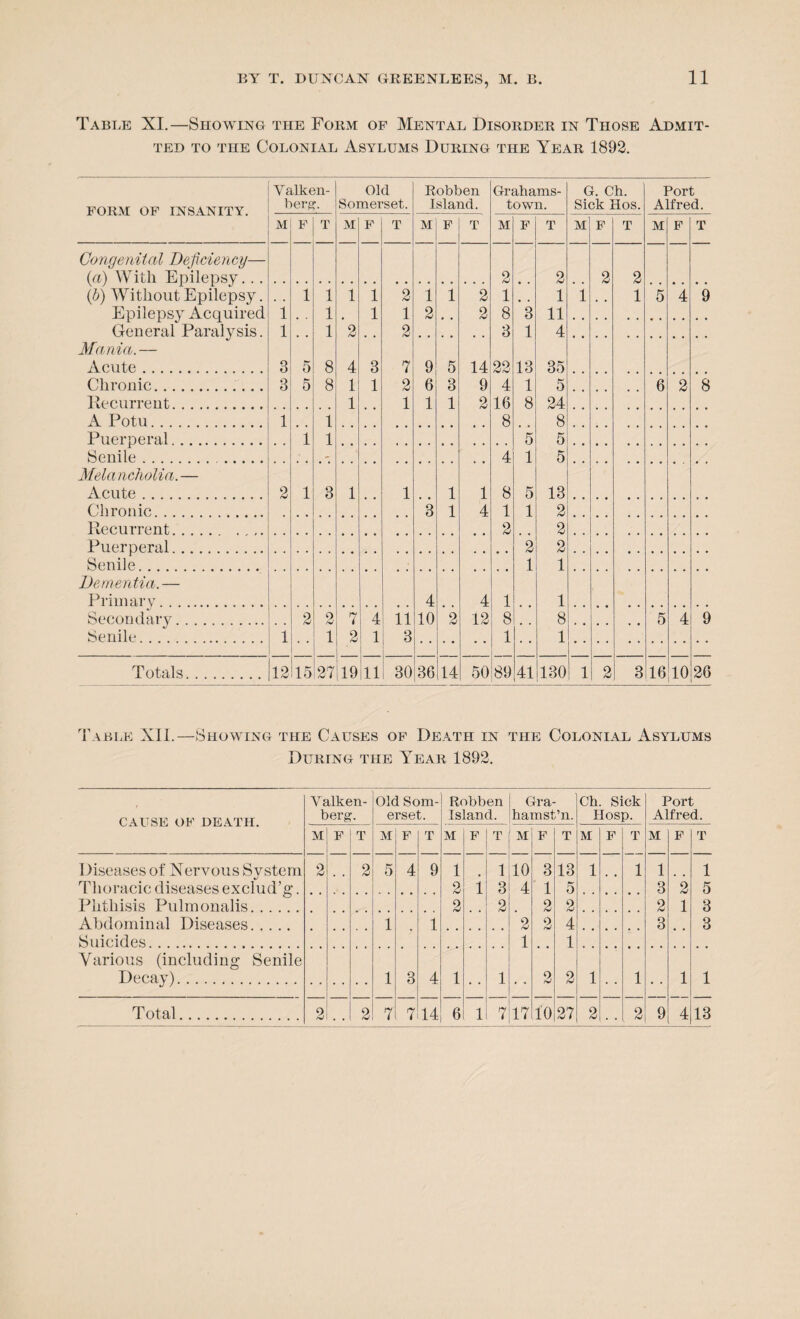 BY T. DUNCAN GREENLEES, M. B. 11
Table XI.—Showing the Form of Mental Disorder in Those Admit-
ted to the Colonial Asylums During the Year 1892.
FORM OF INSANITY. Valken-berg. Old Somerset. Robben Island. Grahams-town. G. Ch. Sick Hos. Port Alfred.
M F T M F T M F T M F T M F T M F T
Congenital Deficiency—
(a) With Epilepsy... .. .. .. .. .. .. .. .. ... 2 .. 2 .. 2 2 .. .. ..
(b) Without Epilepsy. .. 1 1 1 1 2 1 1 2 1 .. 1 1 .. 1 5 4 9
Epilepsy Acquired 1 .. 1 . 1 1 2 .. 2 8 3 11 .. .. .. .. .. ..
General Paralysis. 1 .. 1 2 .. 2 .. .. .. 3 1 4 .. .. .. .. .. ..
Mania.—
Acute 3 5 8 4 3 7 9 5 14 22 13 35 .. .. .. .. .. ..
Chronic 3 5 8 1 1 2 6 3 9 4 1 5 .. .. .. 6 2 8
Recurrent .. .. .. 1 .. 1 1 1 2 16 8 24 .. .. .. .. .. ..
A Potu 1 .. 1 .. .. .. .. .. .. 8 .. 8 .. .. .. .. .. ..
Puerperal .. 1 1 .. .. .. .. .. .. .. 5 5 .. .. .. .. .. ..
Senile .. .. .. .. .. .. .. .. .. 4 1 5 .. .. .. .. .. ..
Melancholia.—
Acute 2 1 3 1 .. 1 .. 1 1 8 5 13 .. .. .. .. .. ..
Chronic .. .. .. .. .. .. 3 1 4 1 1 2 .. .. .. .. .. ..
Recurrent .. .. .. .. .. .. .. .. .. 2 .. 2 .. .. .. .. .. ..
Puerperal .. .. .. .. .. .. .. .. .. .. 2 2 .. .. .. .. .. ..
Senile .. .. .. .. .. .. .. .. .. .. 1 1 .. .. .. .. .. ..
Dementia.—
Primary .. .. .. .. .. .. 4 .. 4 1 .. 1 .. .. .. .. .. ..
Secondary .. 2 2 7 4 11 10 2 12 8 .. 8 .. .. .. 5 4 9
Senile 1 .. 1 2 1 3 .. .. .. 1 .. 1 .. .. .. .. .. ..
Totals 12 15 27 19 11 30 36 14 50 89 41 130 1 2 3 16 10 26
Table XII.—Showing the Causes of Death in the Colonial Asylums
During the Year 1892.
CAUSE OF DEATH. Valken-berg. Old Som-erset. Robben Island. Gra-hamst'n. Ch. Sick Hosp. Port Alfred.
M F T M F T M F T M F T M F T M F T
Diseases of Nervous System 2 .. 2 5 4 9 1 . 1 10 3 13 1 .. 1 1 .. 1
Thoracic diseases exclud'g. .. .. .. .. .. .. 2 1 3 4 1 5 .. .. .. 3 2 5
Phthisis Pulmonalis . .. .. .. .. .. 2 .. 2 . 2 2 .. .. .. 2 1 3
Abdominal Diseases . .. .. 1 . 1 .. .. .. 2 2 4 .. .. .. 3 .. 3
Suicides .. .. .. .. .. .. .. .. .. 1 .. 1 .. .. .. .. .. ..
Various (including Senile
Decay) .. .. .. 1 3 4 1 .. 1 .. 2 2 1 .. 1 .. 1 1
Total 2 .. 2 7 7 14 6 1 7 17 10 27 2 .. 2 9 4 13